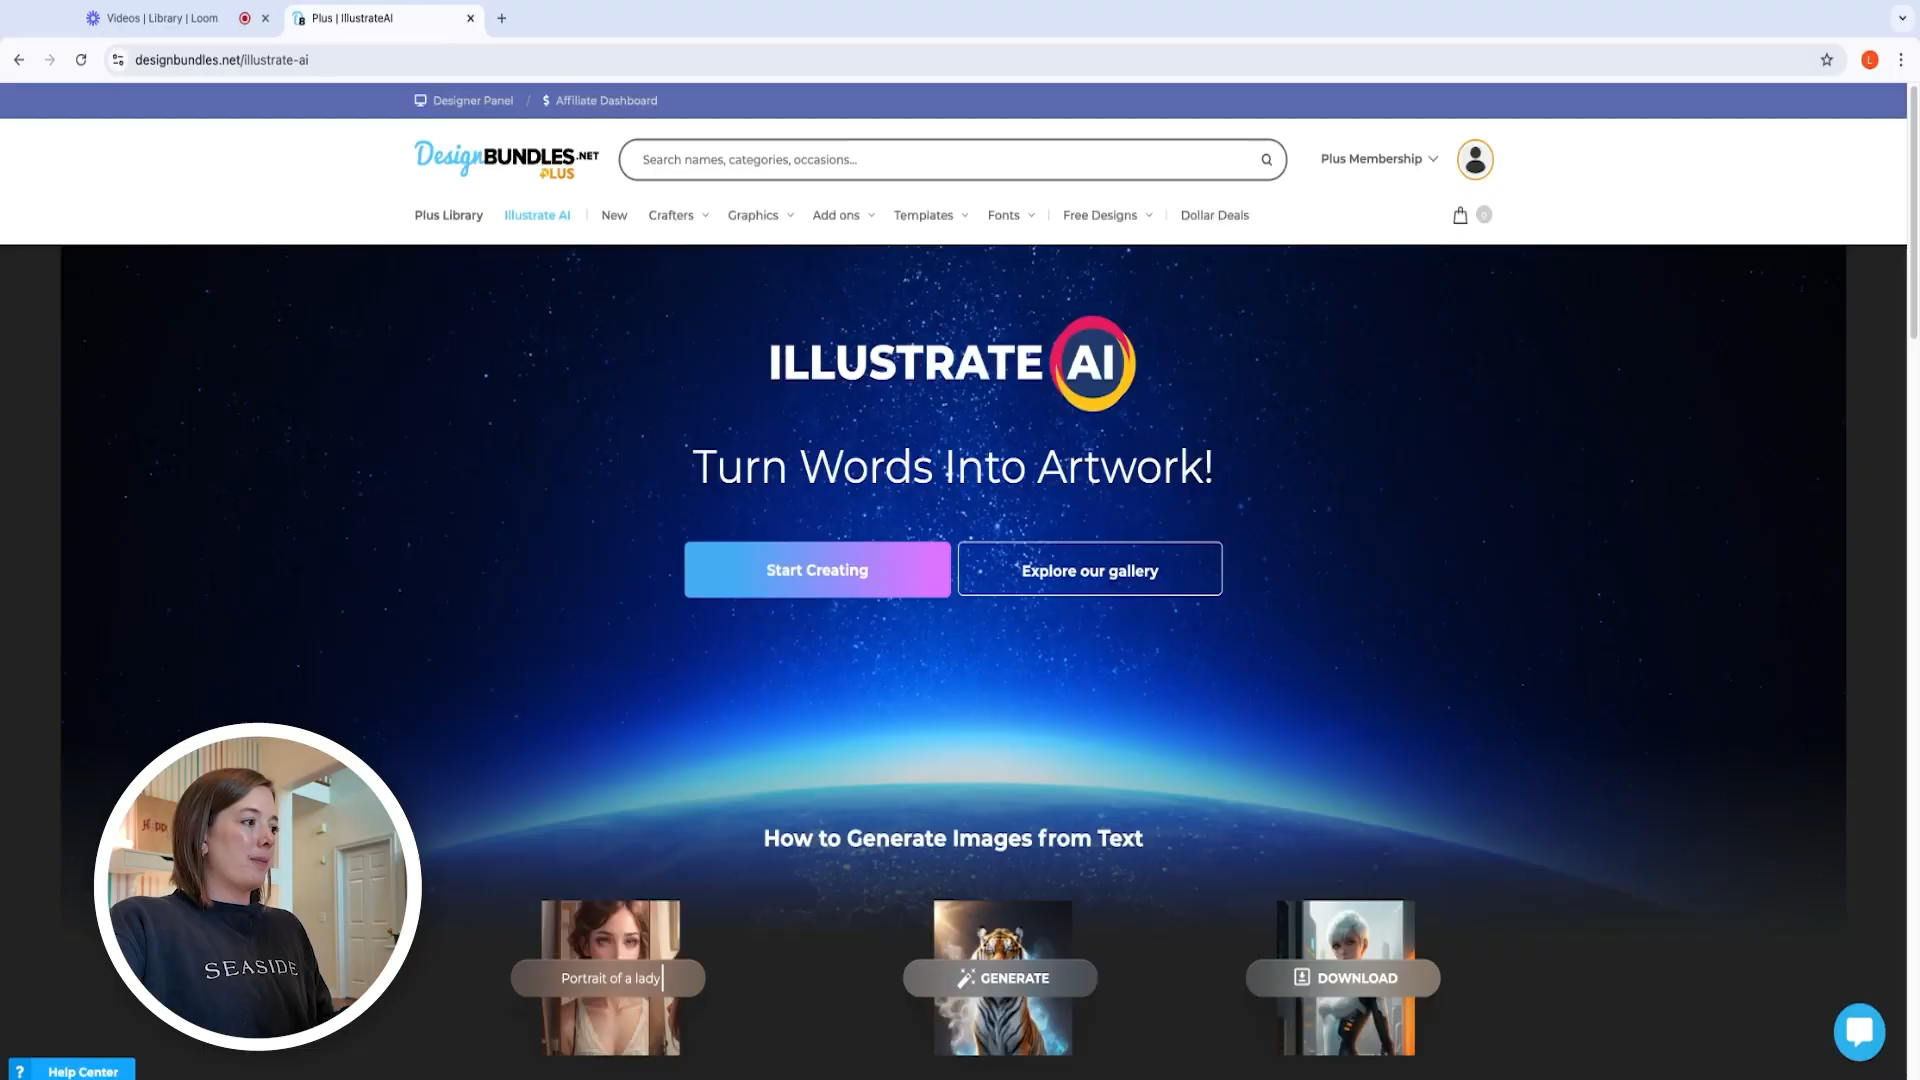 Videos | Library | Loom
Plus | IllustrateAI
designbundles.net/illustrate-ai
L
Designer Panel / $ Affiliate Dashboard
DesignBUNDLES.NET
PLUS
Search names, categories, occasions...
Plus Membership
Plus Library Illustrate AI New Crafters Graphics Add ons Templates Fonts Free Designs Dollar Deals
0
ILLUSTRATE AI
Turn Words Into Artwork!
Start Creating
Explore our gallery
How to Generate Images from Text
Portrait of a lady
GENERATE
DOWNLOAD
SEASIDE
? Help Center